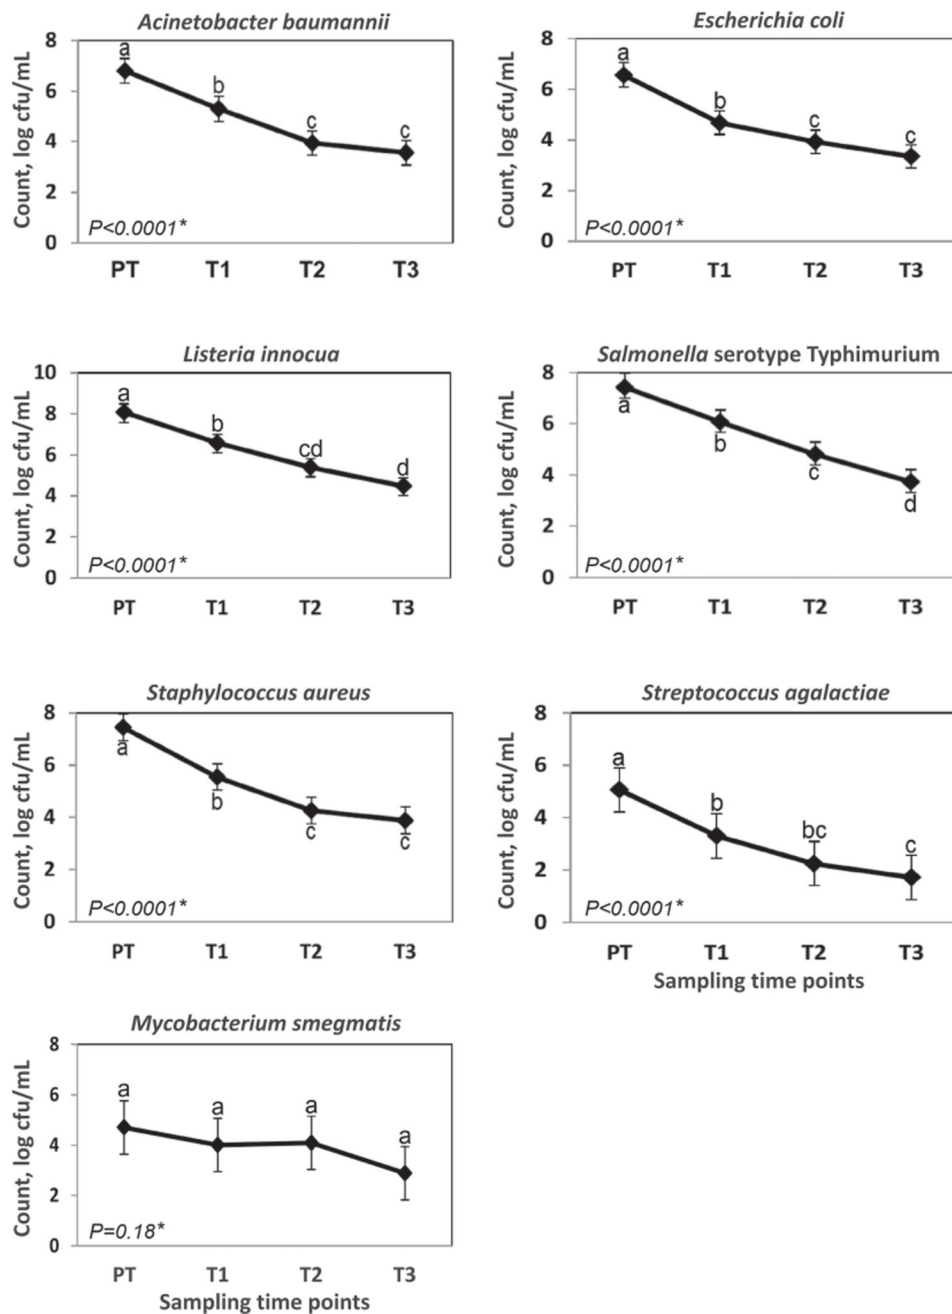 Acinetobacter baumannii
Count, log cfu/mL
8
6
4
2
0
a
b
c
c
P<0.0001*
PT T1 T2 T3
Escherichia coli
Count, log cfu/mL
8
6
4
2
0
a
b
c
c
P<0.0001*
PT T1 T2 T3
Listeria innocua
Count, log cfu/mL
10
8
6
4
2
0
a
b
cd
d
P<0.0001*
PT T1 T2 T3
Salmonella serotype Typhimurium
Count, log cfu/mL
8
6
4
2
0
a
b
c
d
P<0.0001*
PT T1 T2 T3
Staphylococcus aureus
Count, log cfu/mL
8
6
4
2
0
a
b
c
c
P<0.0001*
PT T1 T2 T3
Streptococcus agalactiae
Count, log cfu/mL
8
6
4
2
0
a
b
bc
c
P<0.0001*
PT T1 T2 T3
Sampling time points
Mycobacterium smegmatis
Count, log cfu/mL
8
6
4
2
0
a
a
a
a
P=0.18*
PT T1 T2 T3
Sampling time points